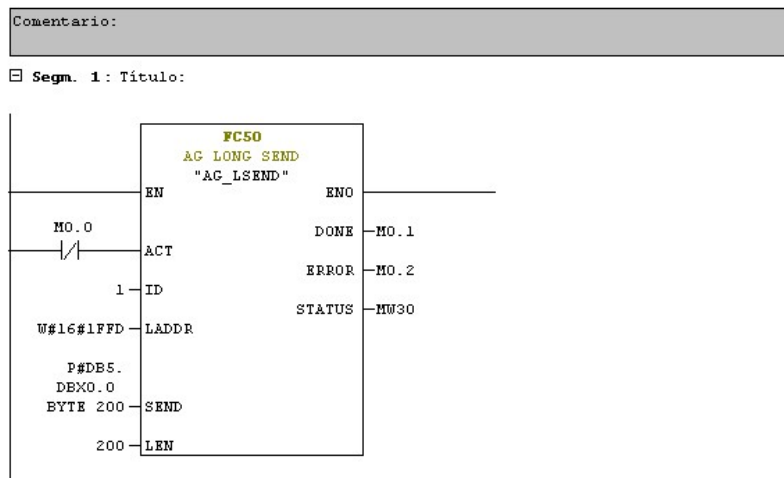 Comentario:
Segm. 1: Título:
FC50
AG LONG SEND
"AG_LSEND"
EN ENO
M0.0 DONE M0.1
ACT
ERROR M0.2
1 ID
STATUS MW30
W#16#1FFD LADDR
P#DB5.
DBX0.0
BYTE 200 SEND
200 LEN